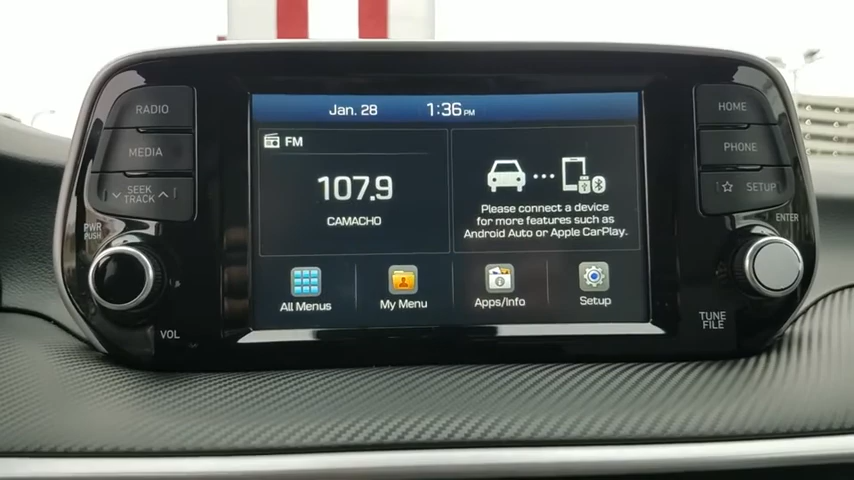 RADIO
MEDIA
SEEK
TRACK
PWR
PUSH
VOL
Jan. 28
1:36 PM
FM
107.9
CAMACHO
Please connect a device
for more features such as
Android Auto or Apple CarPlay.
All Menus
My Menu
Apps/Info
Setup
HOME
PHONE
SETUP
ENTER
TUNE
FILE